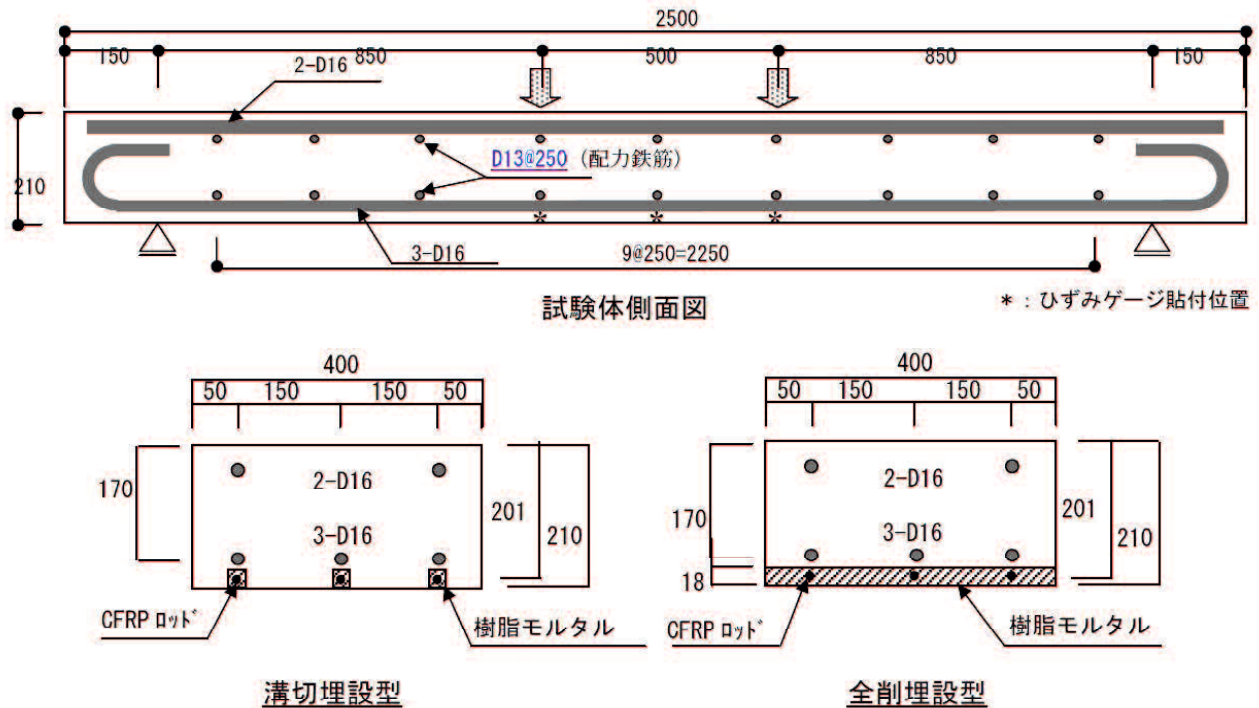 2500
150 850 500 850 150
2-D16
D13@250 (配力鉄筋)
210
* * *
3-D16
9@250=2250
試験体側面図
* : ひずみゲージ貼付位置
400
50 150 150 50
170
2-D16
3-D16
201
210
CFRP ロッド
樹脂モルタル
溝切埋設型
400
50 150 150 50
170
18
2-D16
3-D16
201
210
CFRP ロッド
樹脂モルタル
全削埋設型